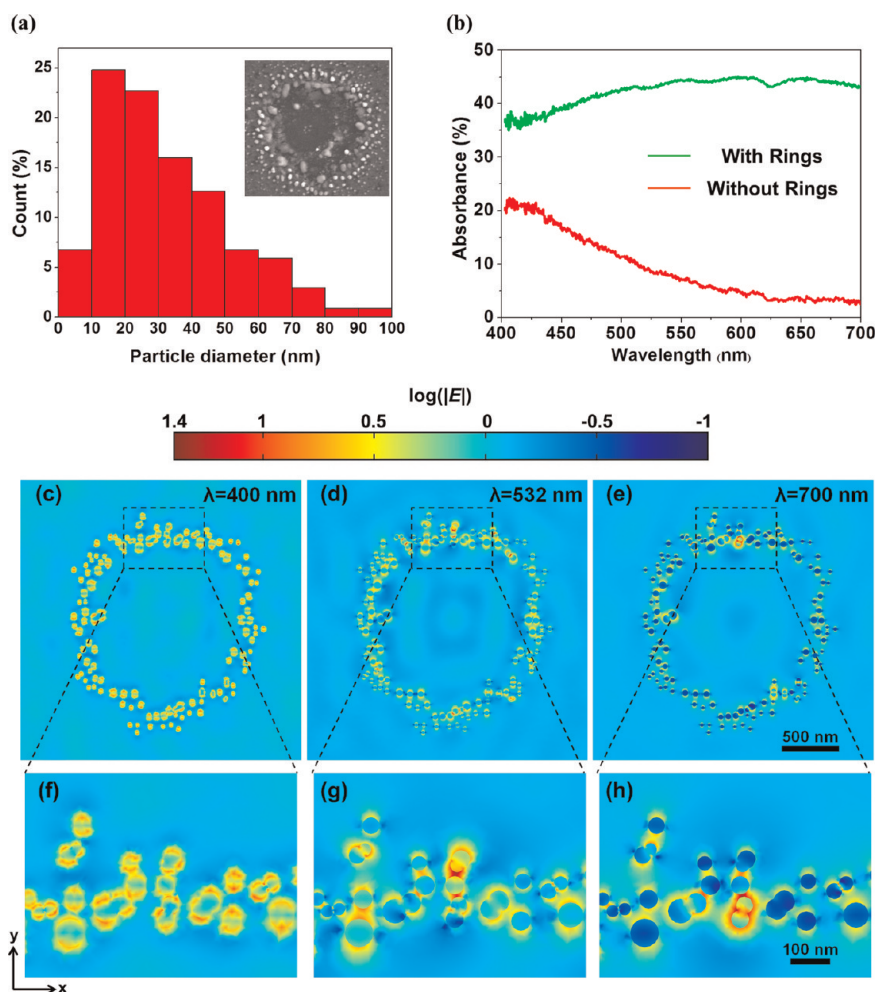 (a)
25
20
15
10
5
0
Count (%)
0 10 20 30 40 50 60 70 80 90 100
Particle diameter (nm)
(b)
50
40
30
20
10
0
Absorbance (%)
With Rings
Without Rings
400 450 500 550 600 650 700
Wavelength (nm)
log(|E|)
1.4 1 0.5 0 -0.5 -1
(c) λ=400 nm
(d) λ=532 nm
(e) λ=700 nm
500 nm
(f)
(g)
(h)
100 nm
y
x